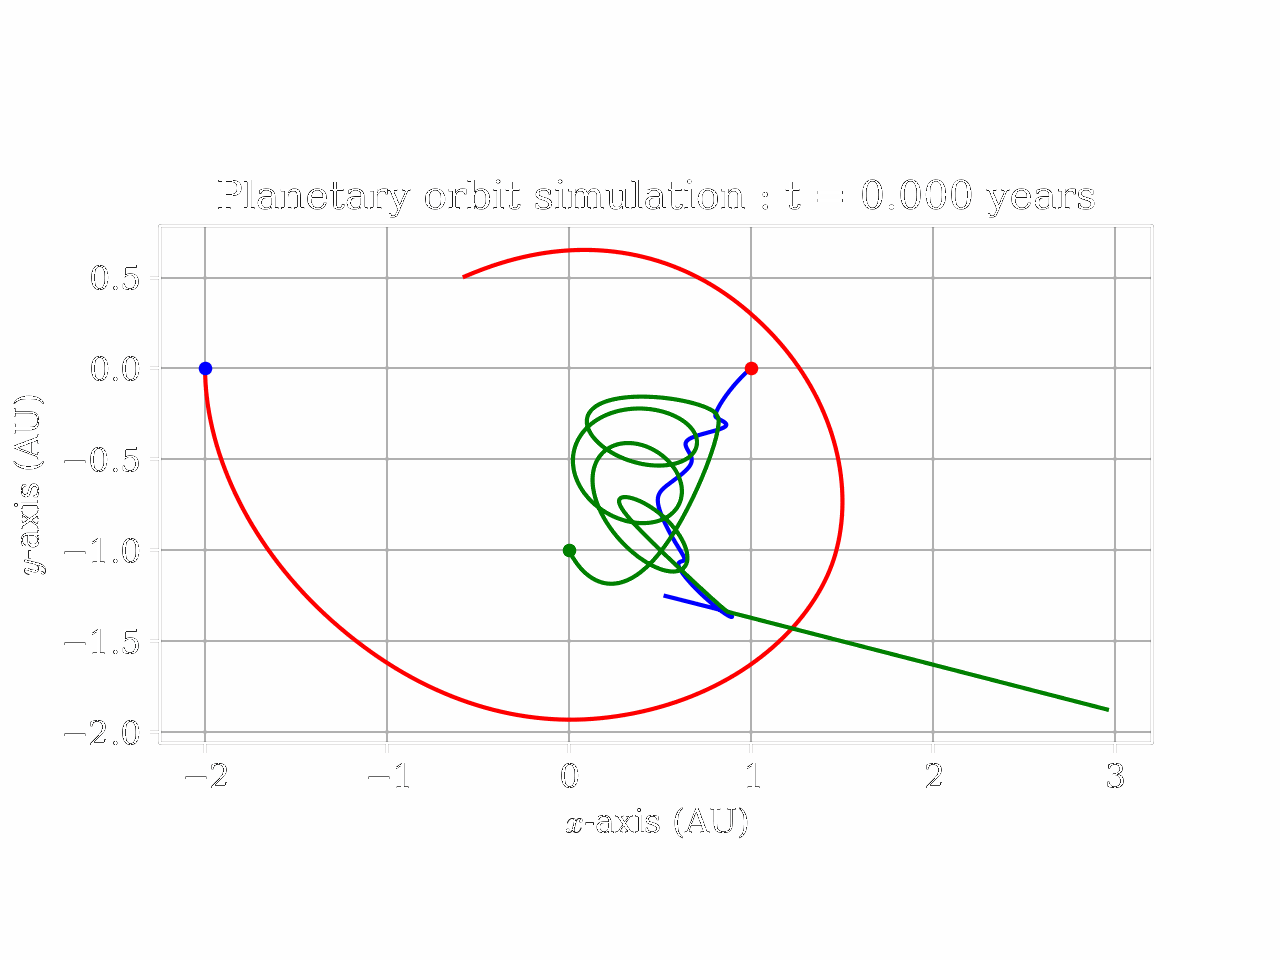 Planetary orbit simulation : t = 0.000 years
0.5
0.0
−0.5
−1.0
−1.5
−2.0
y-axis (AU)
−2 −1 0 1 2 3
x-axis (AU)